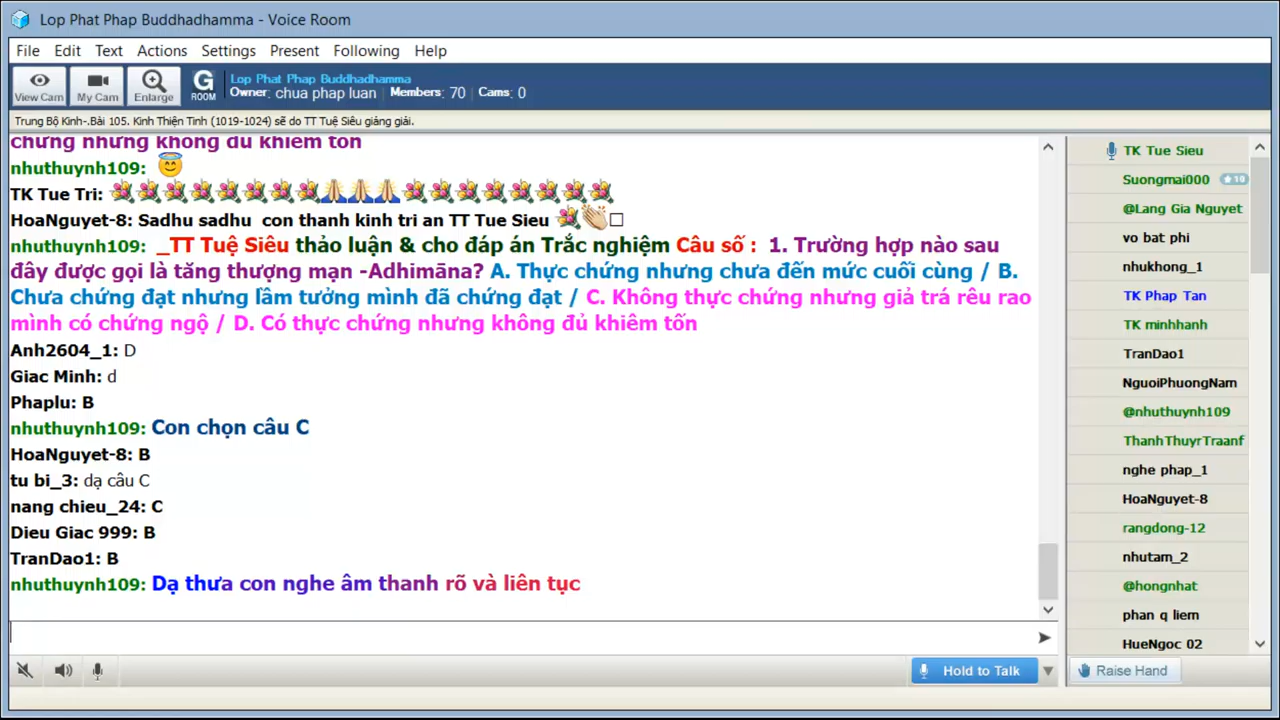 Lop Phat Phap Buddhadhamma - Voice Room
File Edit Text Actions Settings Present Following Help
View Cam My Cam Enlarge G ROOM
Lop Phat Phap Buddhadhamma
Owner: chua phap luan Members: 70 Cams: 0
Trung Bộ Kinh-.Bài 105. Kinh Thiện Tinh (1019-1024) sẽ do TT Tuệ Siêu giảng giải.
chứng nhưng không đủ khiêm tốn
nhuthuynh109:
TK Tue Tri:
HoaNguyet-8: Sadhu sadhu con thanh kinh tri an TT Tue Sieu
nhuthuynh109: _TT Tuệ Siêu thảo luận & cho đáp án Trắc nghiệm Câu số : 1. Trường hợp nào sau
đây được gọi là tăng thượng mạn -Adhimāna? A. Thực chứng nhưng chưa đến mức cuối cùng / B.
Chưa chứng đạt nhưng lầm tưởng mình đã chứng đạt / C. Không thực chứng nhưng giả trá rêu rao
mình có chứng ngộ / D. Có thực chứng nhưng không đủ khiêm tốn
Anh2604_1: D
Giac Minh: d
Phaplu: B
nhuthuynh109: Con chọn câu C
HoaNguyet-8: B
tu bi_3: dạ câu C
nang chieu_24: C
Dieu Giac 999: B
TranDao1: B
nhuthuynh109: Dạ thưa con nghe âm thanh rõ và liên tục
Hold to Talk
TK Tue Sieu
Suongmai000 ★10
@Lang Gia Nguyet
vo bat phi
nhukhong_1
TK Phap Tan
TK minhhanh
TranDao1
NguoiPhuongNam
@nhuthuynh109
ThanhThuyrTraanf
nghe phap_1
HoaNguyet-8
rangdong-12
nhutam_2
@hongnhat
phan q liem
HueNgoc 02
Raise Hand